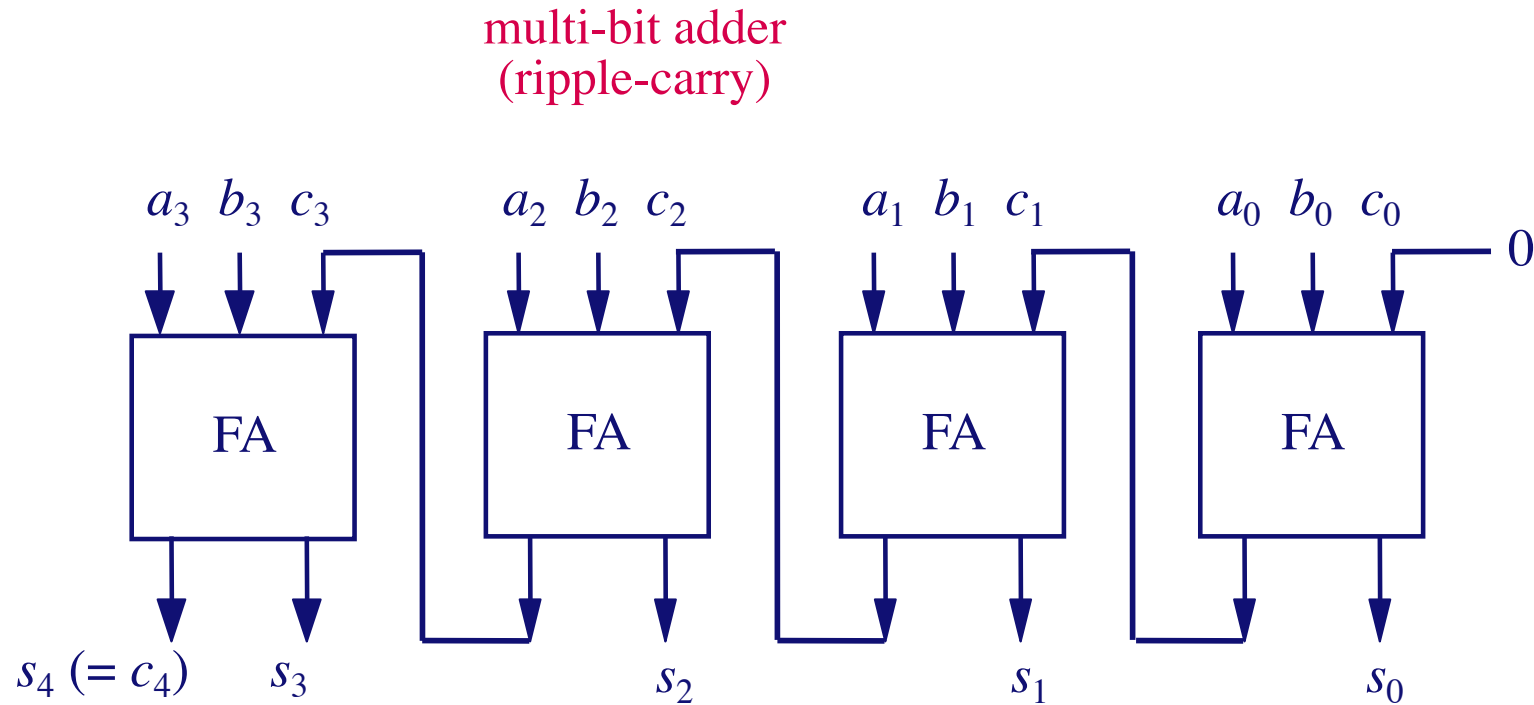 multi-bit adder
(ripple-carry)
a₃ b₃ c₃ a₂ b₂ c₂ a₁ b₁ c₁ a₀ b₀ c₀
0
FA FA FA FA
s₄ (= c₄) s₃ s₂ s₁ s₀